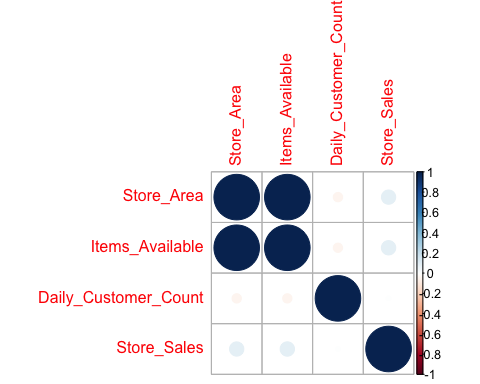 Store_Area
Items_Available
Daily_Customer_Count
Store_Sales
Store_Area
Items_Available
Daily_Customer_Count
Store_Sales
1
0.8
0.6
0.4
0.2
0
-0.2
-0.4
-0.6
-0.8
-1